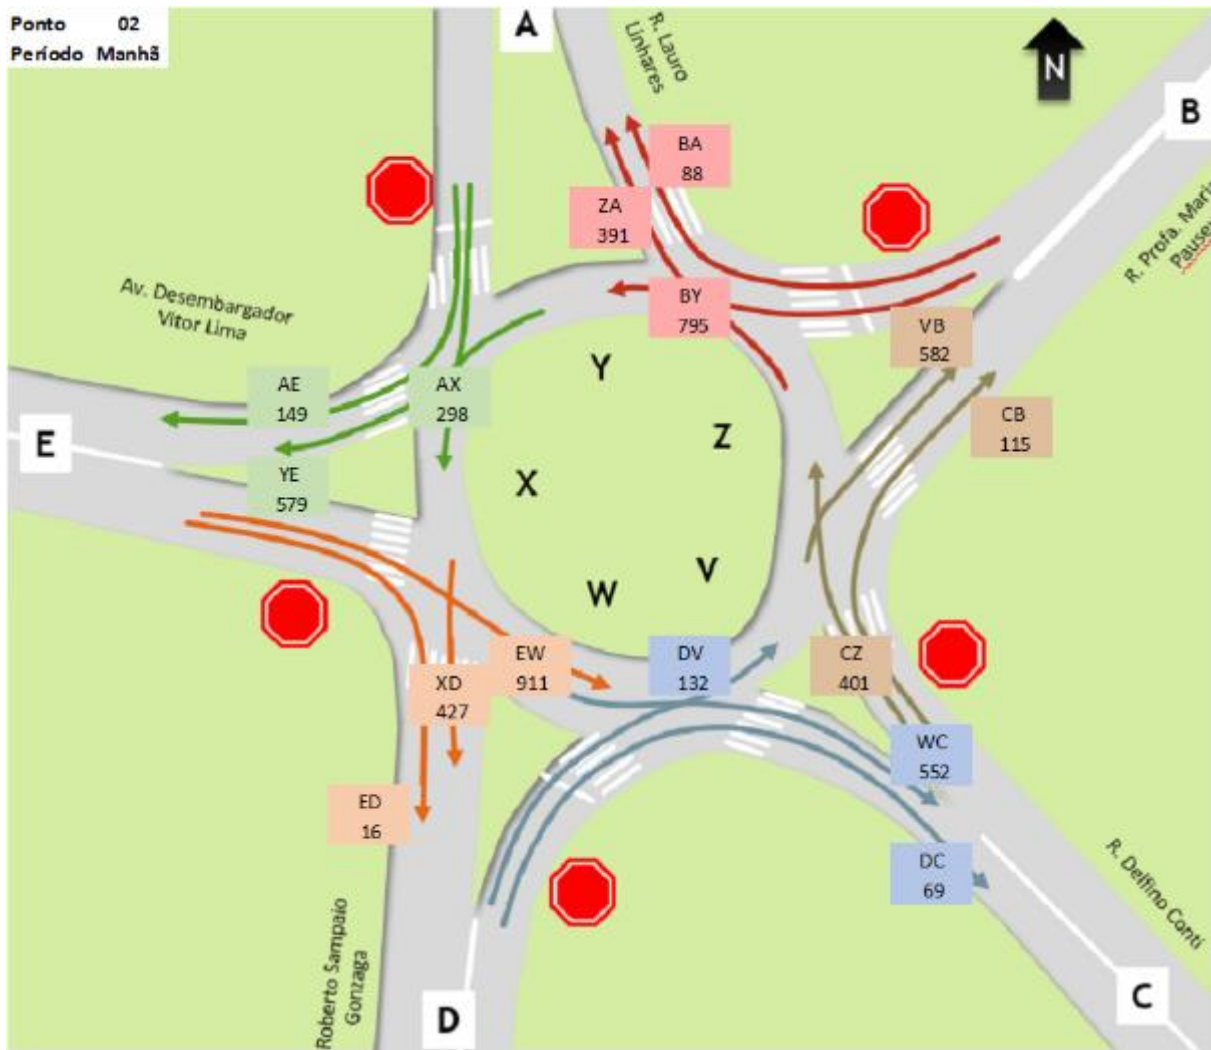 Ponto 02
Período Manhã
A
R. Lauro
Linhares
N
B
BA
88
ZA
391
R. Profa. Maria
Pauseu
Av. Desembargador
Vitor Lima
BY
795
VB
582
Y
AE
149
AX
298
CB
115
E
Z
YE
579
X
V
W
EW
911
DV
132
CZ
401
XD
427
WC
552
ED
16
DC
69
R. Delfino Conti
Roberto Sampaio
Gonzaga
D
C